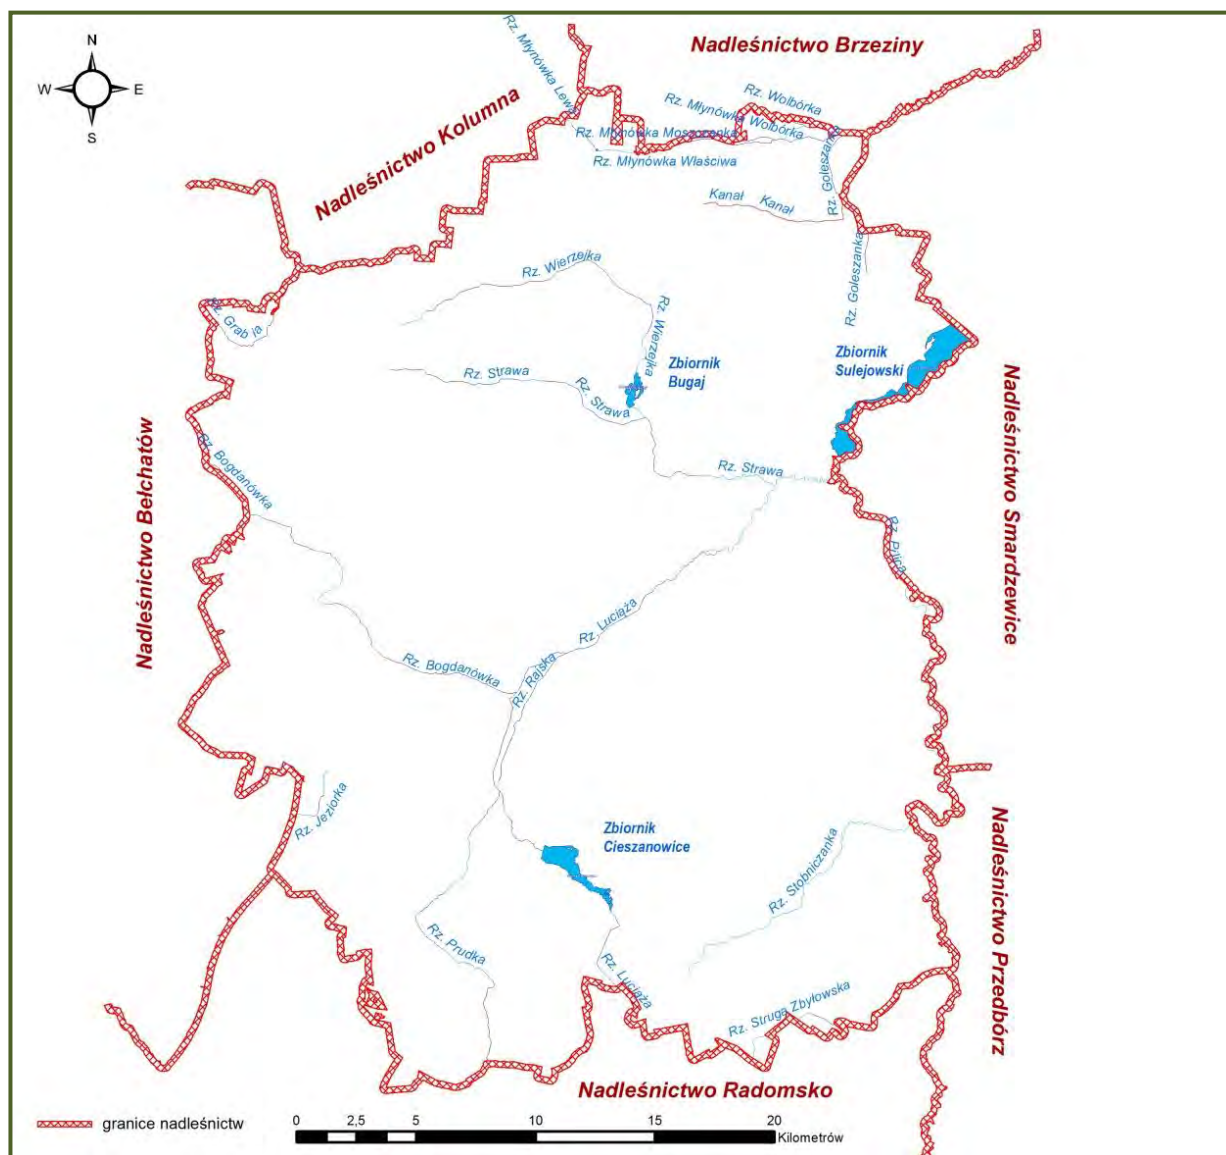 N
W
E
S
Nadleśnictwo Brzeziny
Rz. Młynówka Lewa
Nadleśnictwo Kolumna
Rz. Wolbórka
Rz. Młynówka Wolbórka
Rz. Młynówka Moszczenka
Rz. Młynówka Właściwa
Rz. Goleszanka
Kanał Kanał
Rz. Goleszanka
Rz. Wierzejka
Rz. Wierzejka
Rz. Grabia
Zbiornik
Bugaj
Zbiornik
Sulejowski
Rz. Strawa
Rz. Strawa
Rz. Strawa
Nadleśnictwo Smardzewice
Nadleśnictwo Bełchatów
Rz. Bogdanówka
Rz. Pilica
Rz. Luciąża
Rz. Bogdanówka
Rz. Rajska
Rz. Jeziorka
Zbiornik
Cieszanowice
Rz. Stobniczanka
Nadleśnictwo Przedbórz
Rz. Prudka
Rz. Luciąża
Rz. Struga Zbyłowska
Nadleśnictwo Radomsko
granice nadleśnictw
0 2,5 5 10 15 20
Kilometrów